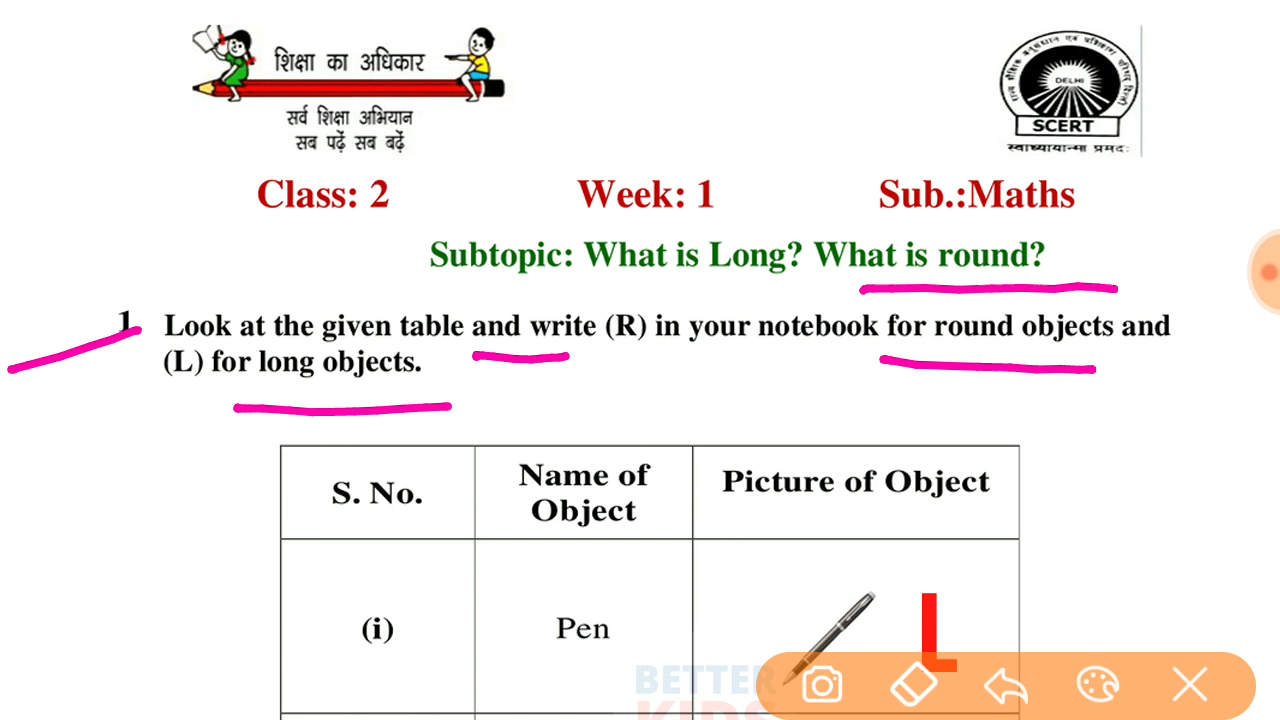 शिक्षा का अधिकार
सर्व शिक्षा अभियान
सब पढ़ें सब बढ़ें
DELHI
SCERT
Class: 2 Week: 1 Sub.:Maths
Subtopic: What is Long? What is round?
1 Look at the given table and write (R) in your notebook for round objects and
(L) for long objects.
S. No. Name of Object Picture of Object
(i) Pen L
BETTER
KIDS